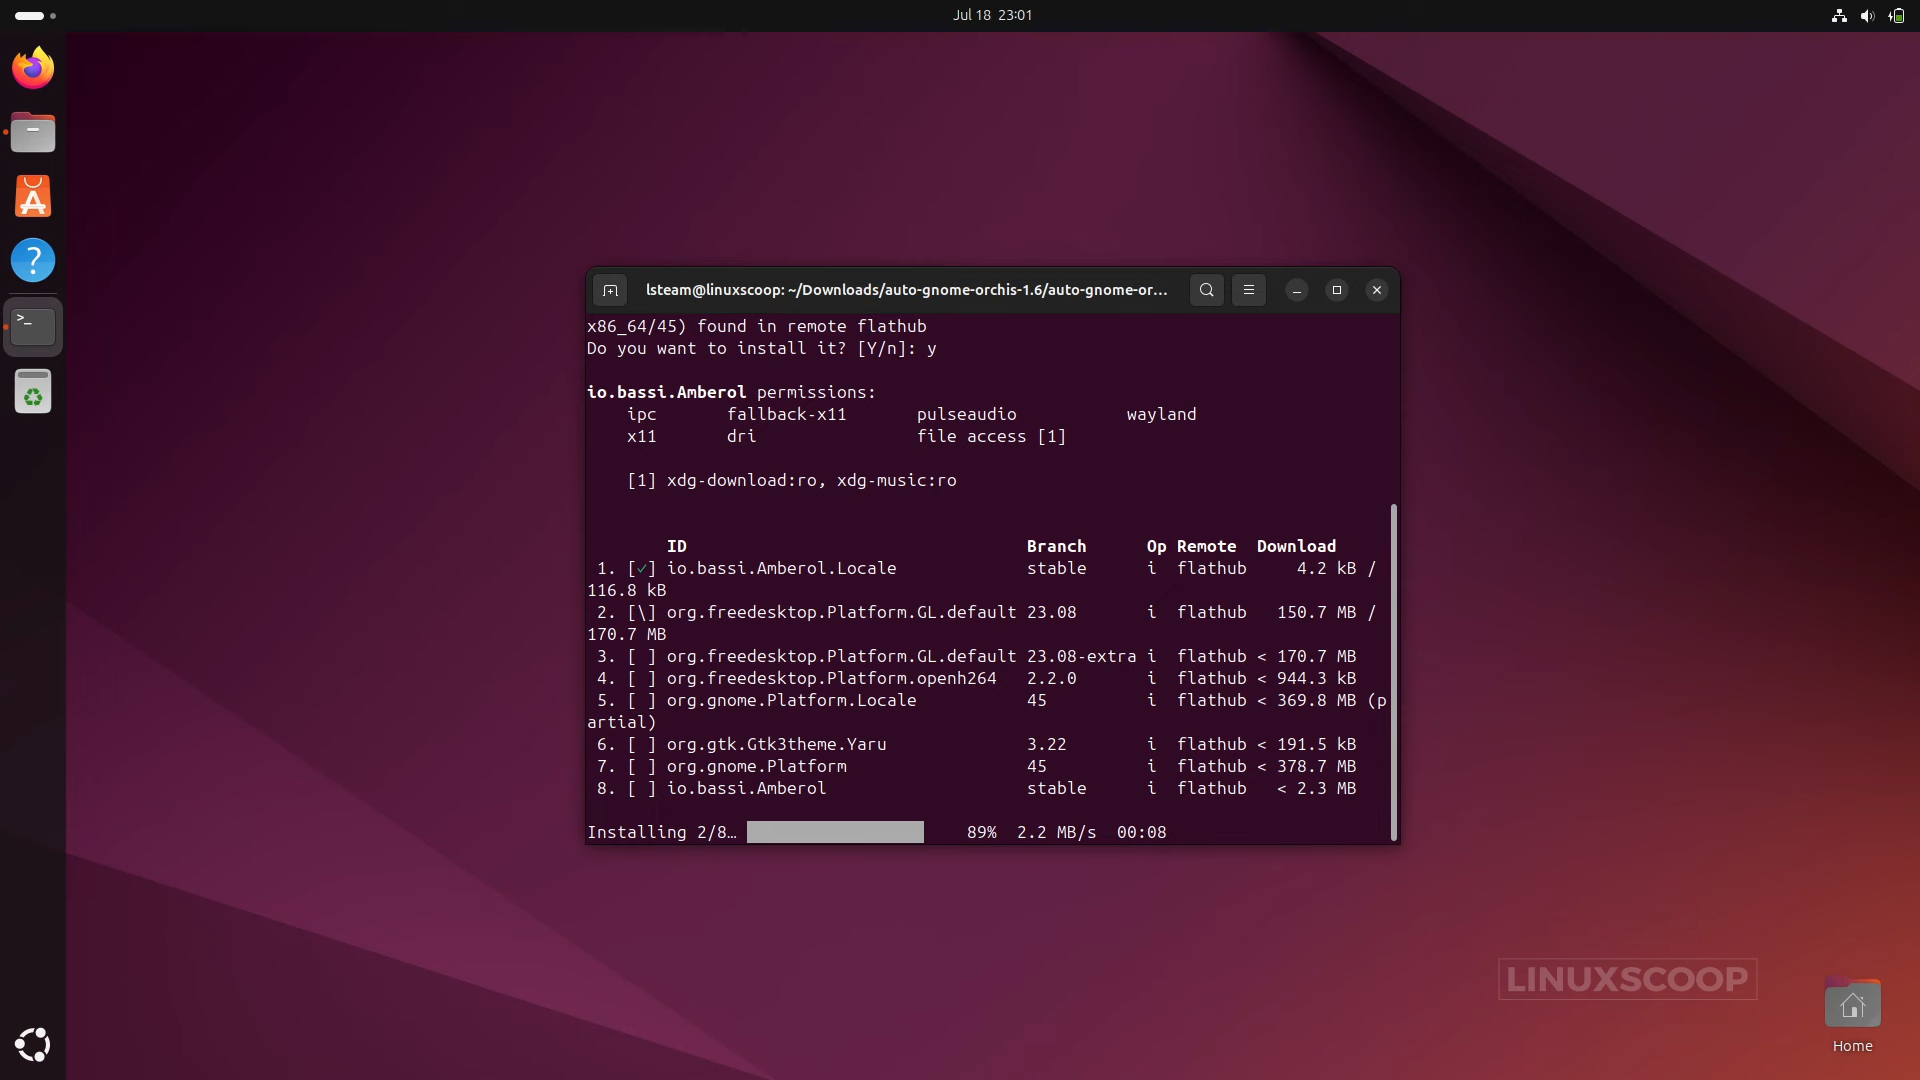 Jul 18 23:01
lsteam@linuxscoop: ~/Downloads/auto-gnome-orchis-1.6/auto-gnome-or...
x86_64/45) found in remote flathub
Do you want to install it? [Y/n]: y
io.bassi.Amberol permissions:
ipc fallback-x11 pulseaudio wayland
x11 dri file access [1]
[1] xdg-download:ro, xdg-music:ro
ID Branch Op Remote Download
1. [✓] io.bassi.Amberol.Locale stable i flathub 4.2 kB /
116.8 kB
2. [\] org.freedesktop.Platform.GL.default 23.08 i flathub 150.7 MB /
170.7 MB
3. [ ] org.freedesktop.Platform.GL.default 23.08-extra i flathub < 170.7 MB
4. [ ] org.freedesktop.Platform.openh264 2.2.0 i flathub < 944.3 kB
5. [ ] org.gnome.Platform.Locale 45 i flathub < 369.8 MB (p
artial)
6. [ ] org.gtk.Gtk3theme.Yaru 3.22 i flathub < 191.5 kB
7. [ ] org.gnome.Platform 45 i flathub < 378.7 MB
8. [ ] io.bassi.Amberol stable i flathub < 2.3 MB
Installing 2/8… 89% 2.2 MB/s 00:08
LINUXSCOOP
Home